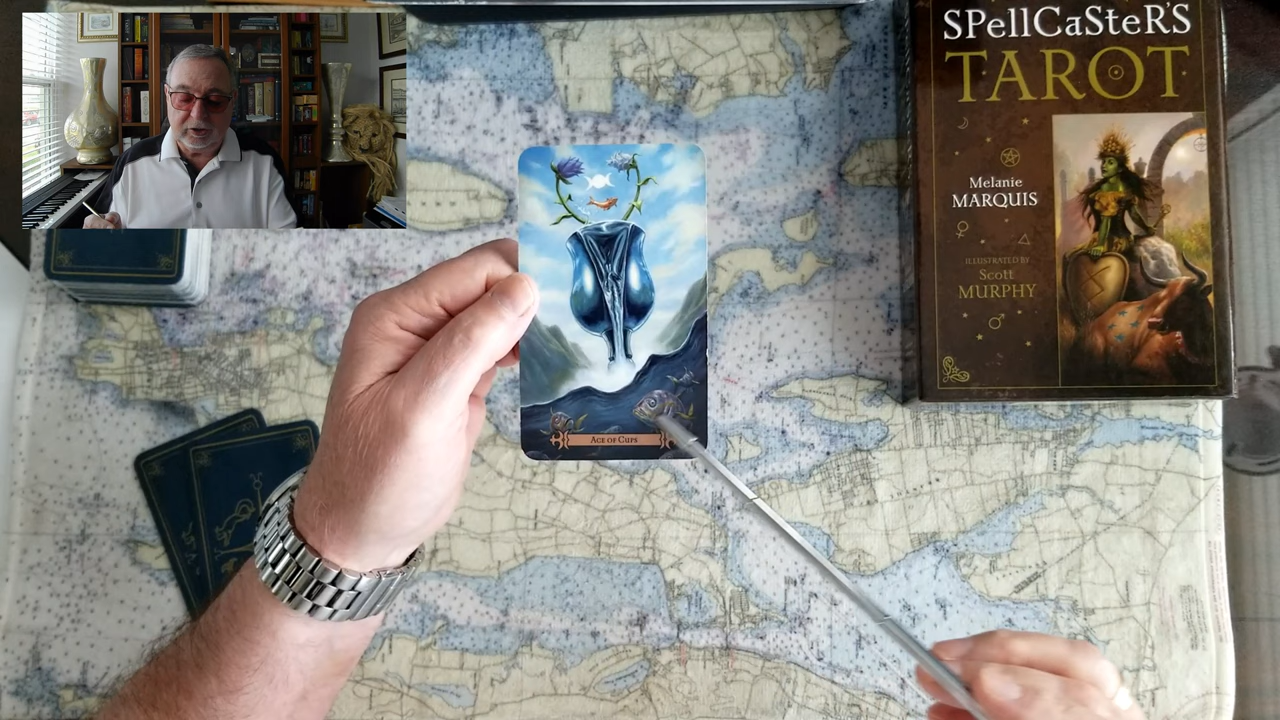 SPellCaSteR'S
TAROT
Melanie
MARQUIS
ILLUSTRATED BY
Scott
MURPHY
ACE OF CUPS